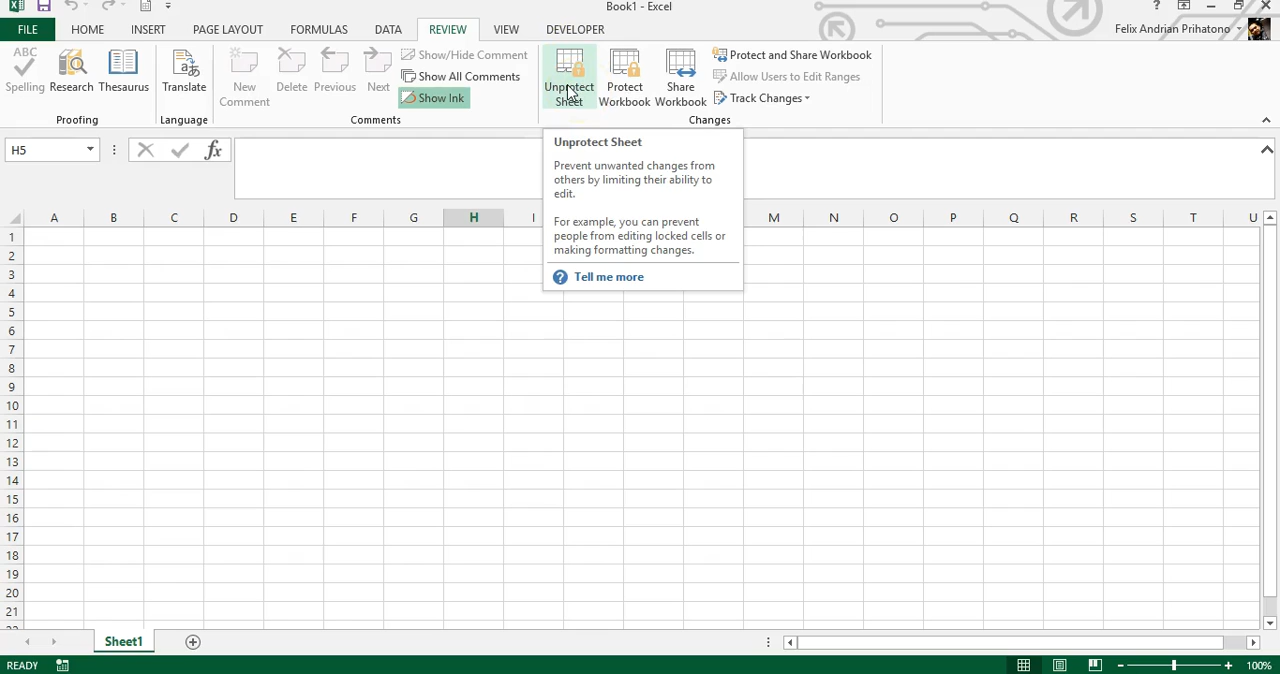 Book1 - Excel
?
FILE HOME INSERT PAGE LAYOUT FORMULAS DATA REVIEW VIEW DEVELOPER Felix Andrian Prihatono
ABC
Spelling Research Thesaurus
Translate
New Comment
Delete Previous Next
Show/Hide Comment
Show All Comments
Show Ink
Unprotect Sheet
Protect Workbook
Share Workbook
Protect and Share Workbook
Allow Users to Edit Ranges
Track Changes
Proofing Language Comments Changes
H5
fx
Unprotect Sheet
Prevent unwanted changes from
others by limiting their ability to
edit.
For example, you can prevent
people from editing locked cells or
making formatting changes.
? Tell me more
A B C D E F G H I M N O P Q R S T U
1
2
3
4
5
6
7
8
9
10
11
12
13
14
15
16
17
18
19
20
21
Sheet1
READY
100%